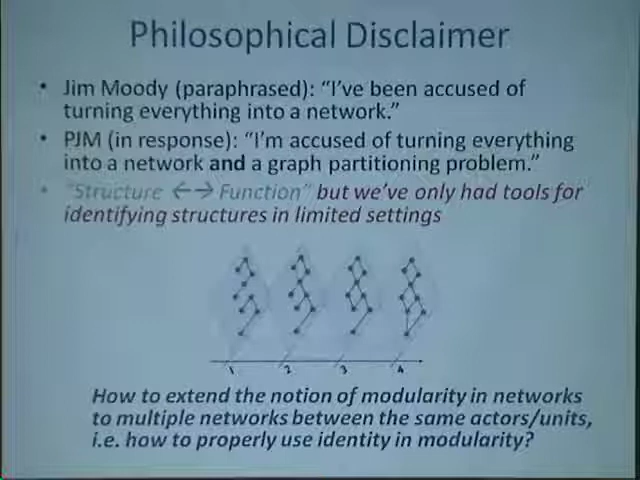 Philosophical Disclaimer
• Jim Moody (paraphrased): "I've been accused of
turning everything into a network."
• PJM (in response): "I'm accused of turning everything
into a network and a graph partitioning problem."
• "Structure ←→ Function" but we've only had tools for
identifying structures in limited settings
1 2 3 4
How to extend the notion of modularity in networks
to multiple networks between the same actors/units,
i.e. how to properly use identity in modularity?